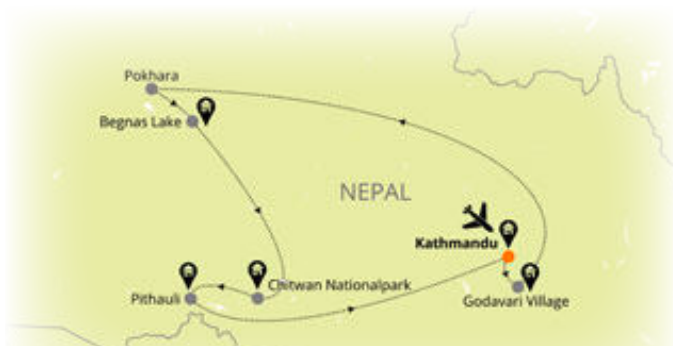 Pokhara
Begnas Lake
NEPAL
Kathmandu
Chitwan Nationalpark
Pithauli
Godavari Village